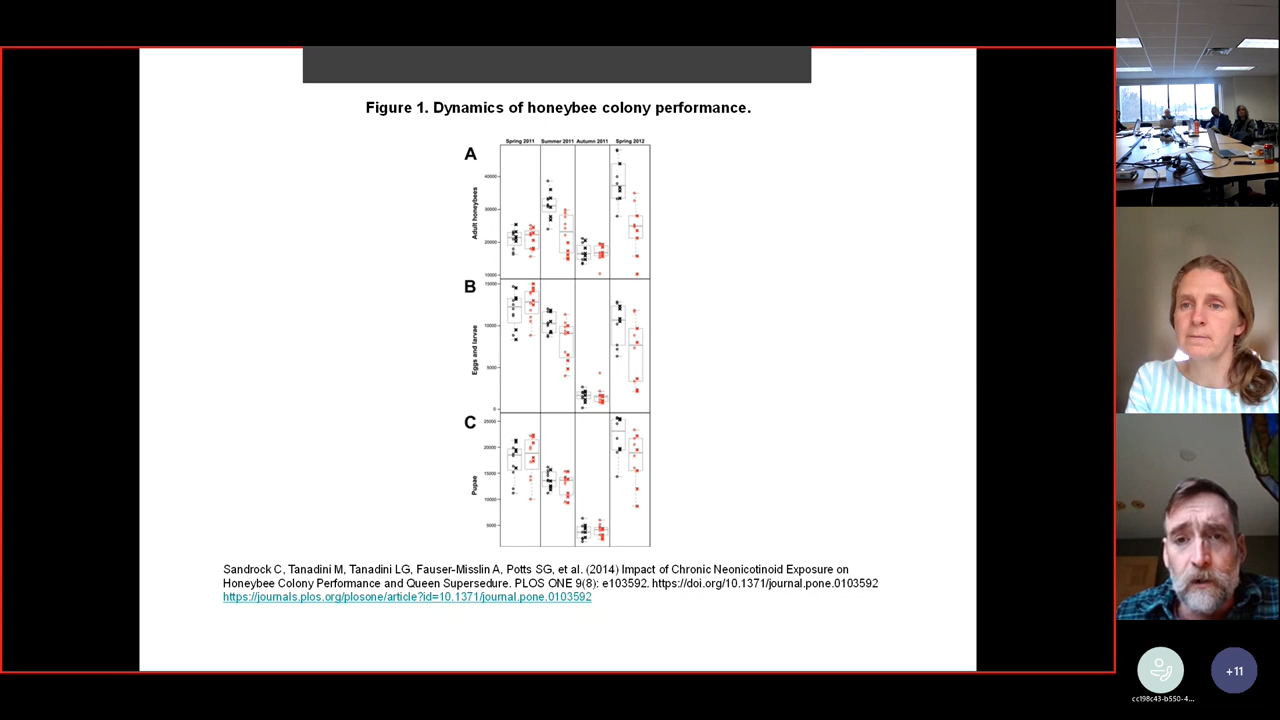 Figure 1. Dynamics of honeybee colony performance.
Spring 2011 Summer 2011 Autumn 2011 Spring 2012
A
Adult honeybees
40000
30000
20000
10000
B
Eggs and larvae
15000
10000
5000
0
C
Pupae
25000
20000
15000
10000
5000
Sandrock C, Tanadini M, Tanadini LG, Fauser-Misslin A, Potts SG, et al. (2014) Impact of Chronic Neonicotinoid Exposure on
Honeybee Colony Performance and Queen Supersedure. PLOS ONE 9(8): e103592. https://doi.org/10.1371/journal.pone.0103592
https://journals.plos.org/plosone/article?id=10.1371/journal.pone.0103592
+11
cc198c43-b550-4...